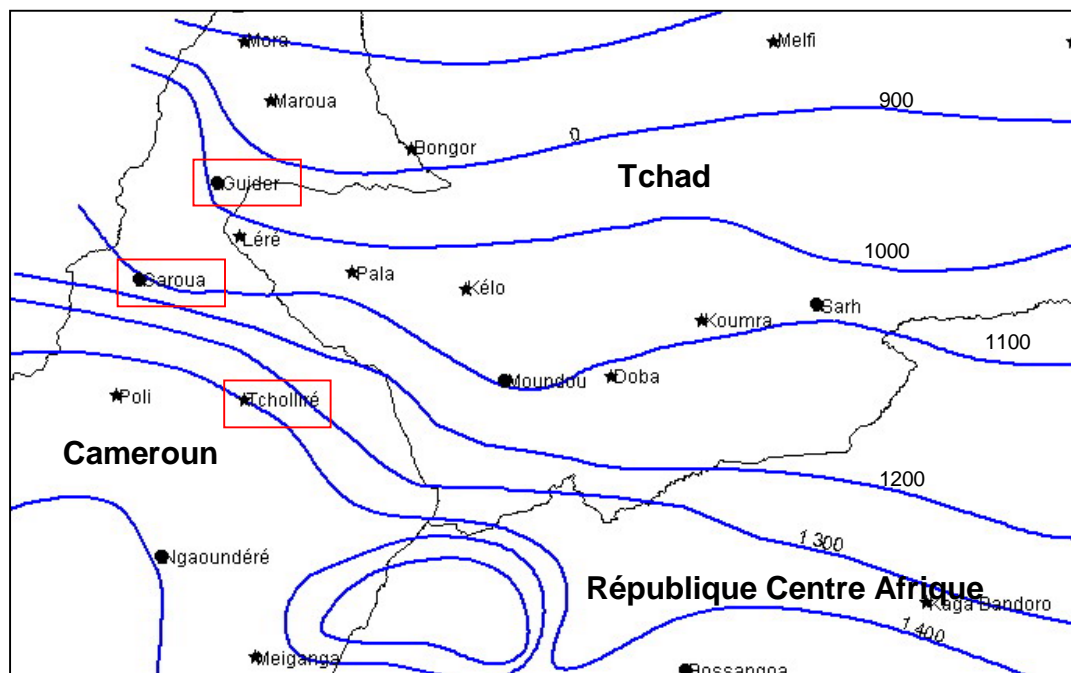 Mora
Melfi
Maroua
900
0
Bongor
Tchad
Guider
Léré
1000
Pala
Garoua
Kélo
Sarh
Koumra
1100
Moundou
Doba
Poli
Tcholliré
Cameroun
1200
1 300
Ngaoundéré
République Centre Afrique
Kaga Bandoro
1 400
Meiganga
Bossangoa